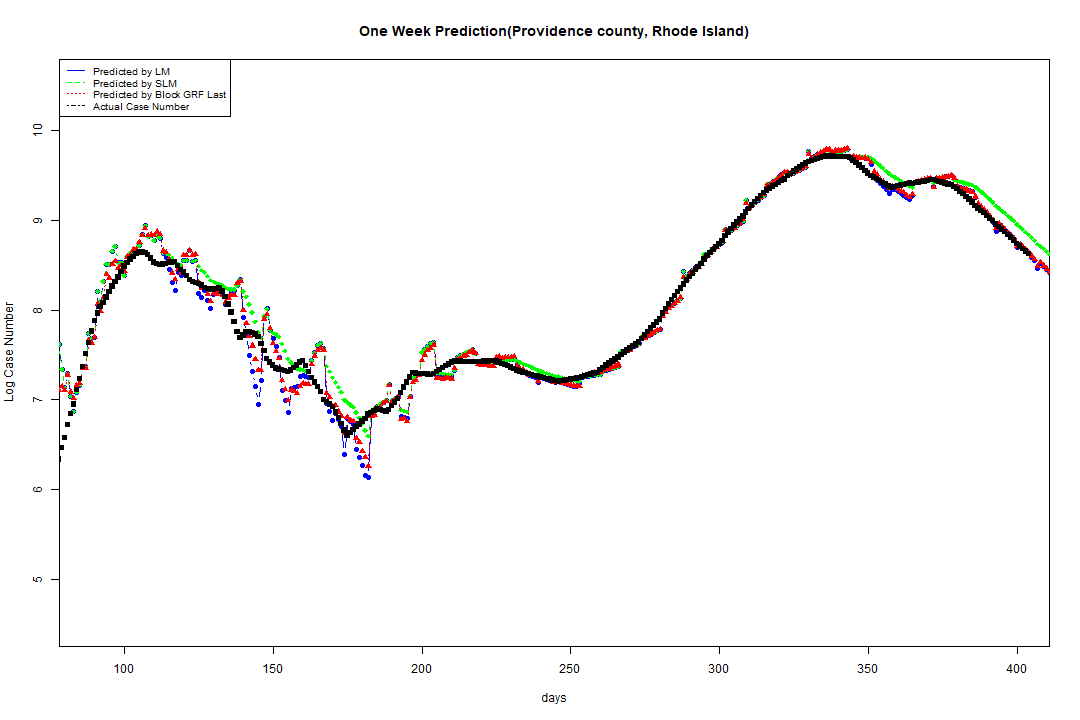 One Week Prediction(Providence county, Rhode Island)
Predicted by LM
Predicted by SLM
Predicted by Block GRF Last
Actual Case Number
Log Case Number
10
9
8
7
6
5
100 150 200 250 300 350 400
days